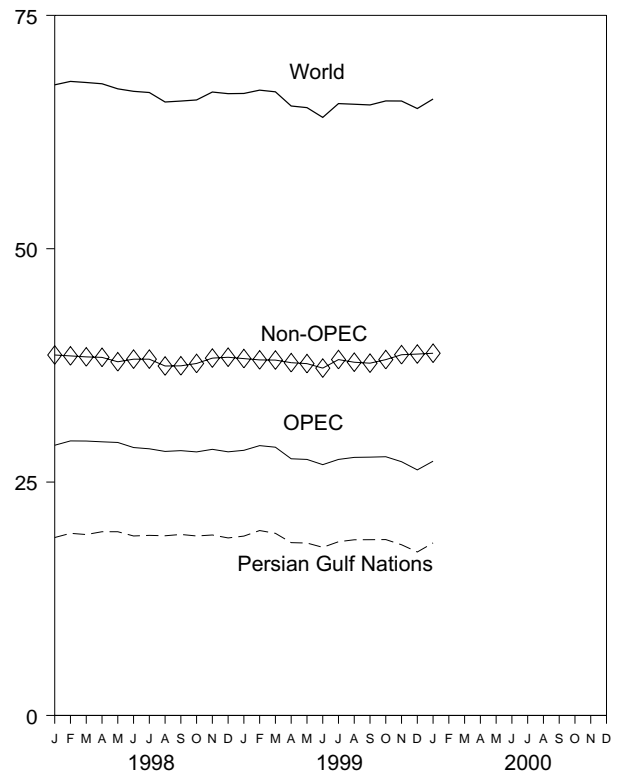 75
World
50
Non-OPEC
OPEC
25
Persian Gulf Nations
0
J F M A M J J A S O N D J F M A M J J A S O N D J F M A M J J A S O N D
1998 1999 2000